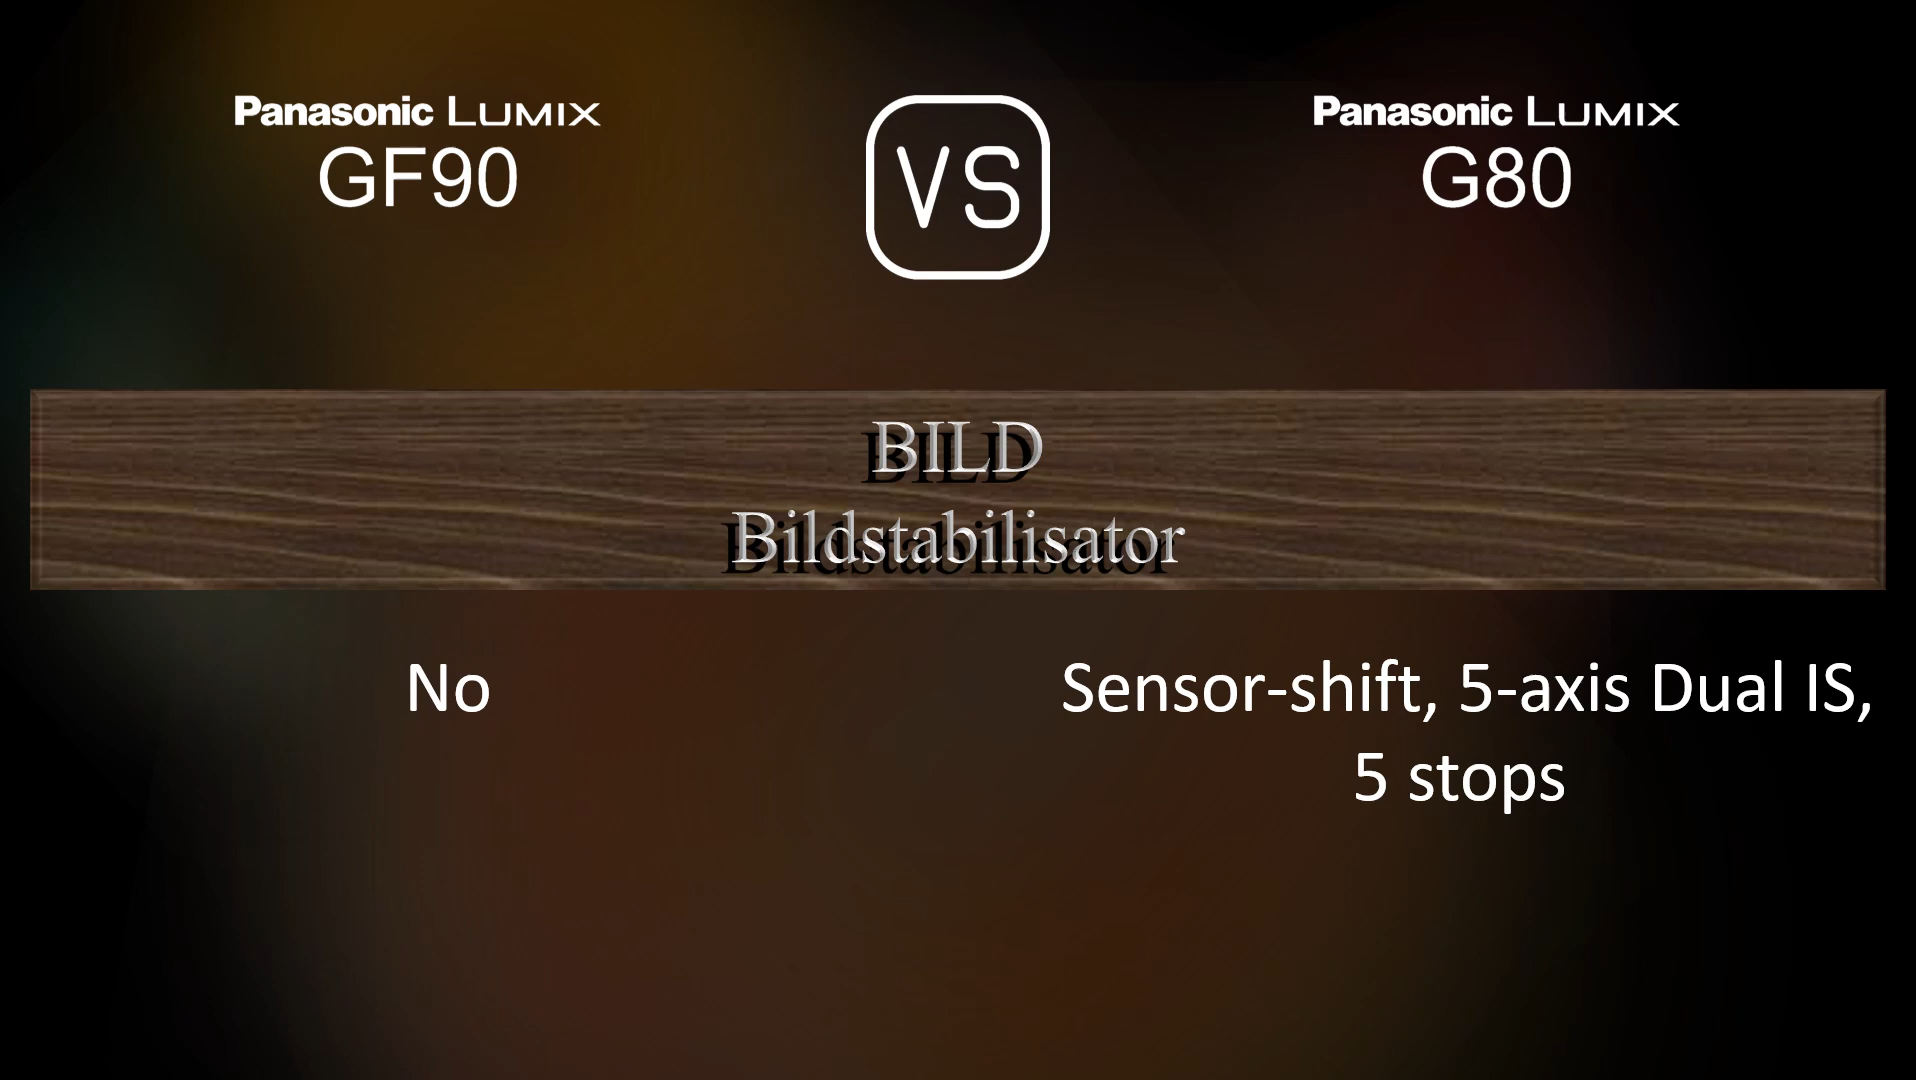 Panasonic LUMIX
GF90
VS
Panasonic LUMIX
G80
BILD
Bildstabilisator
No
Sensor-shift, 5-axis Dual IS,
5 stops